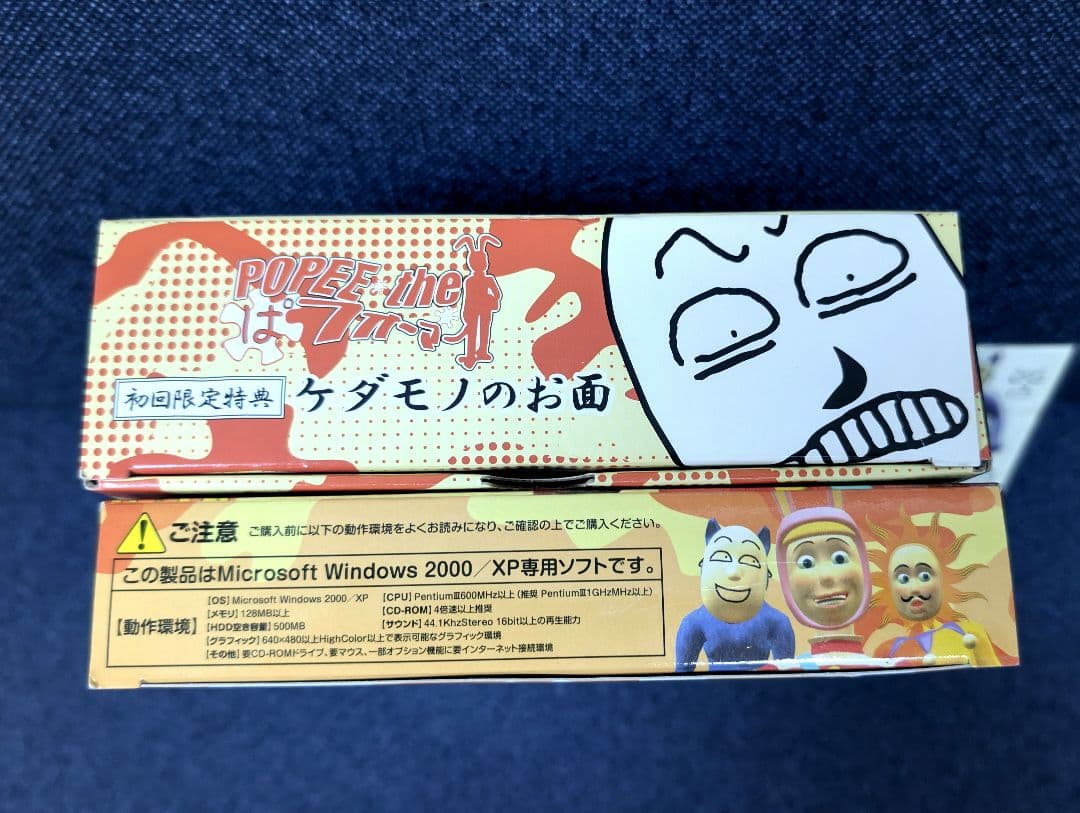 POPEE the
ぱフォーマー
初回限定特典 ケダモノのお面
ご注意 ご購入前に以下の動作環境をよくお読みになり、ご確認の上でご購入ください。
この製品はMicrosoft Windows 2000/XP専用ソフトです。
【動作環境】
[OS] Microsoft Windows 2000/XP
[メモリ] 128MB以上
[HDD空き容量] 500MB
[CPU] PentiumⅢ600MHz以上 (推奨 PentiumⅢ1GHzMHz以上)
[CD-ROM] 4倍速以上推奨
[サウンド] 44.1KhzStereo 16bit以上の再生能力
[グラフィック] 640×480以上HighColor以上で表示可能なグラフィック環境
[その他] 要CD-ROMドライブ、要マウス、一部オプション機能に要インターネット接続環境